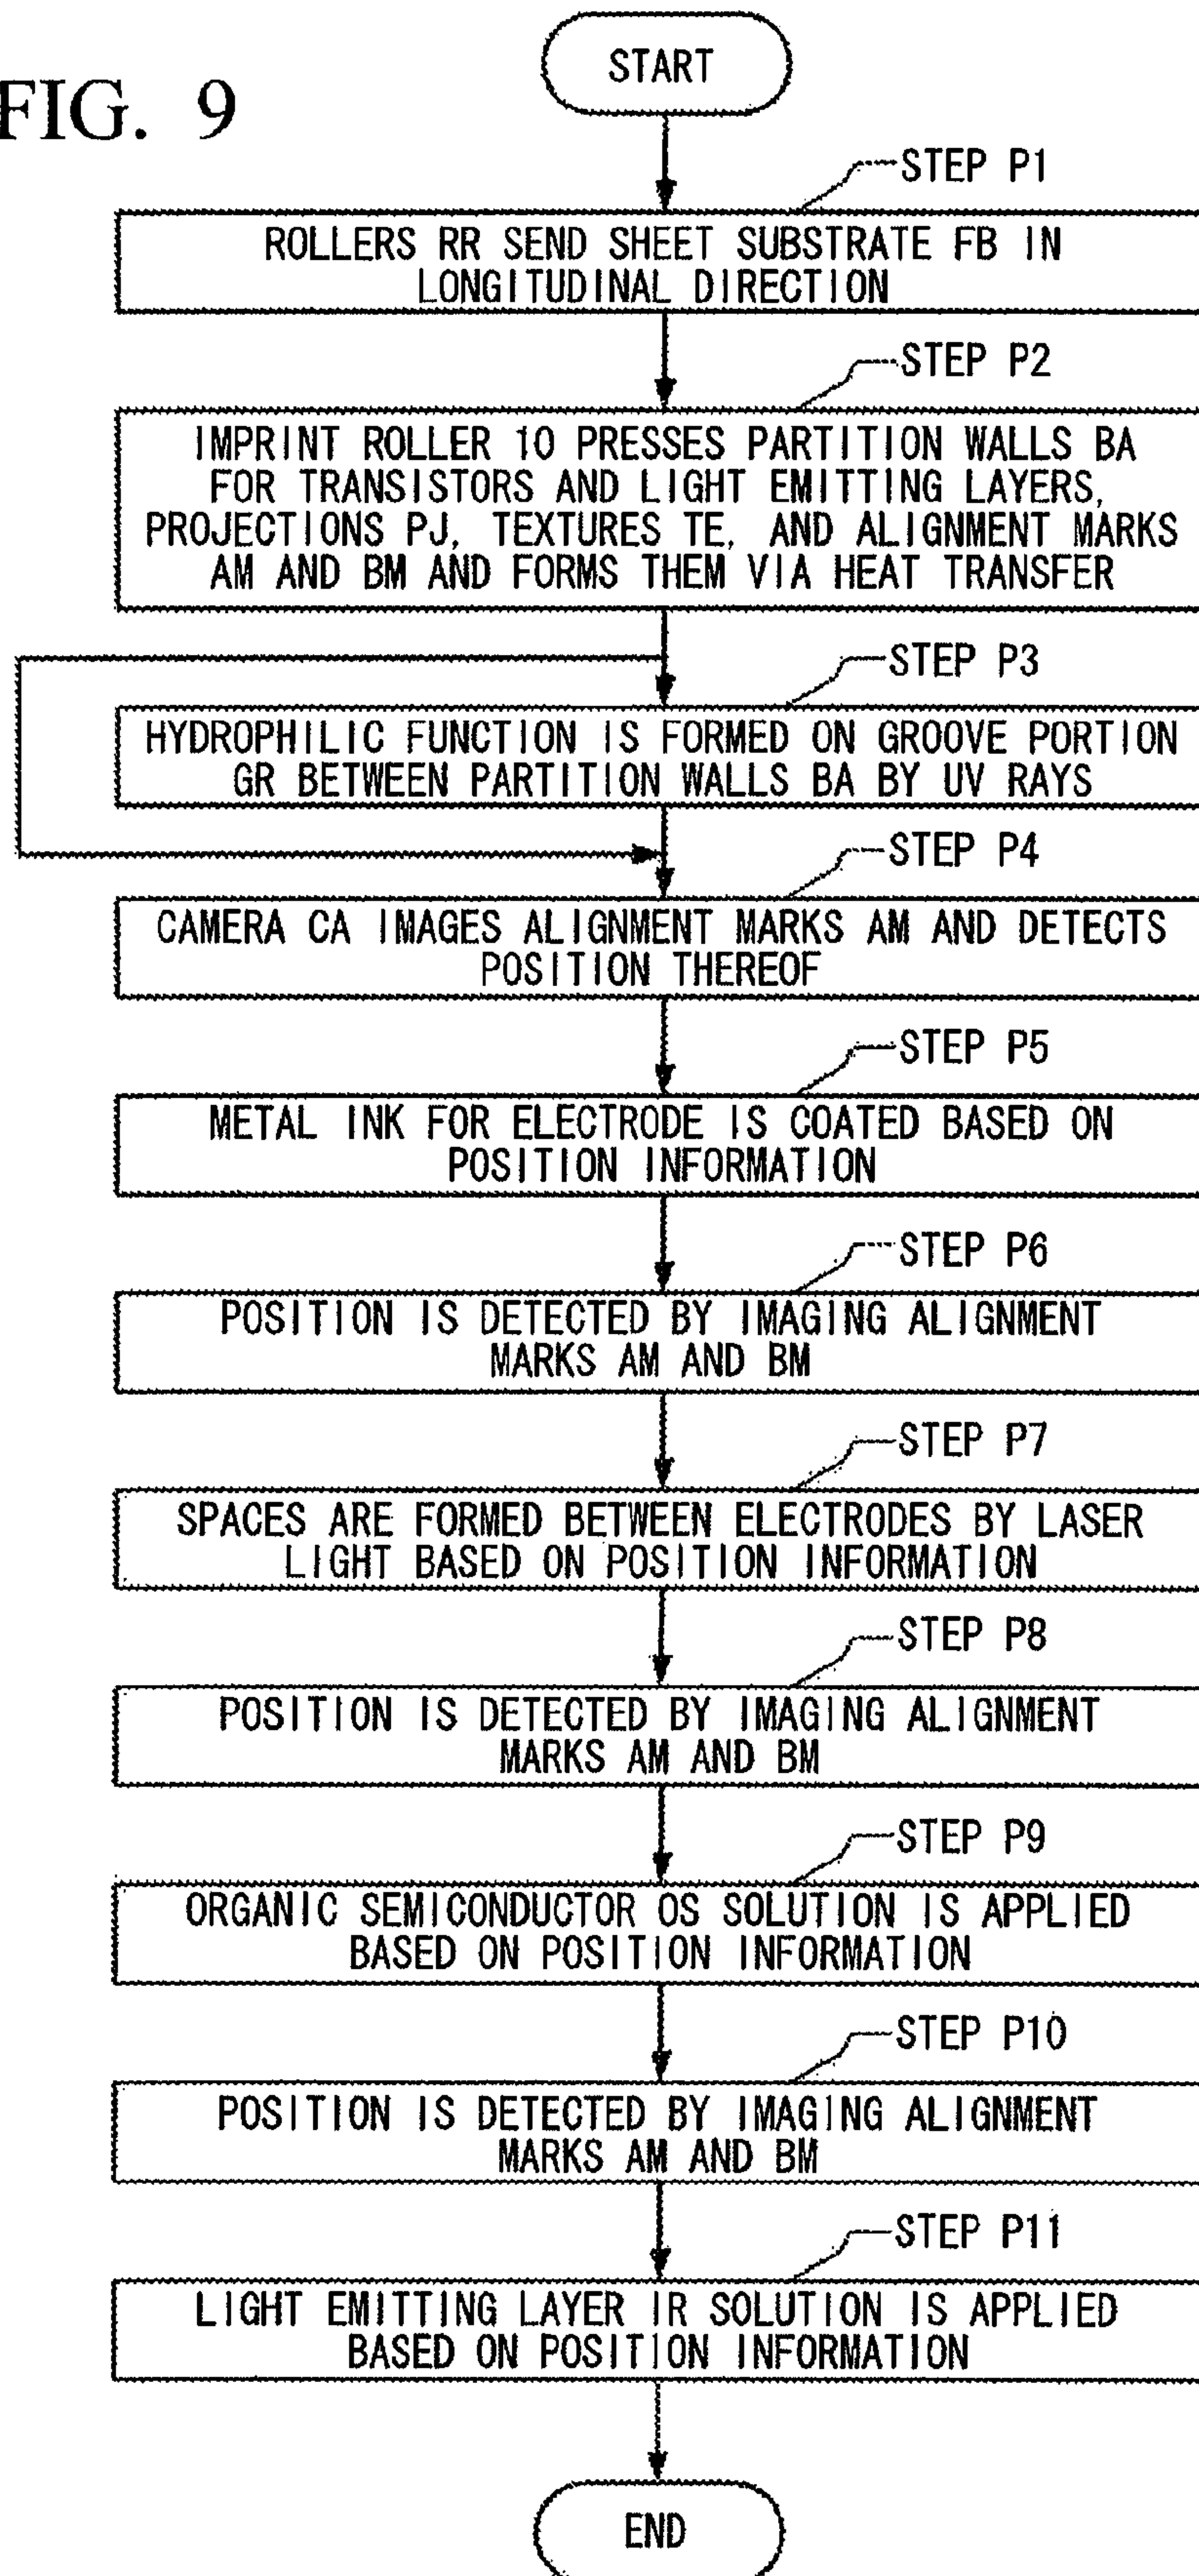 FIG. 9
START
STEP P1
ROLLERS RR SEND SHEET SUBSTRATE FB IN
LONGITUDINAL DIRECTION
STEP P2
IMPRINT ROLLER 10 PRESSES PARTITION WALLS BA
FOR TRANSISTORS AND LIGHT EMITTING LAYERS,
PROJECTIONS PJ, TEXTURES TE, AND ALIGNMENT MARKS
AM AND BM AND FORMS THEM VIA HEAT TRANSFER
STEP P3
HYDROPHILIC FUNCTION IS FORMED ON GROOVE PORTION
GR BETWEEN PARTITION WALLS BA BY UV RAYS
STEP P4
CAMERA CA IMAGES ALIGNMENT MARKS AM AND DETECTS
POSITION THEREOF
STEP P5
METAL INK FOR ELECTRODE IS COATED BASED ON
POSITION INFORMATION
STEP P6
POSITION IS DETECTED BY IMAGING ALIGNMENT
MARKS AM AND BM
STEP P7
SPACES ARE FORMED BETWEEN ELECTRODES BY LASER
LIGHT BASED ON POSITION INFORMATION
STEP P8
POSITION IS DETECTED BY IMAGING ALIGNMENT
MARKS AM AND BM
STEP P9
ORGANIC SEMICONDUCTOR OS SOLUTION IS APPLIED
BASED ON POSITION INFORMATION
STEP P10
POSITION IS DETECTED BY IMAGING ALIGNMENT
MARKS AM AND BM
STEP P11
LIGHT EMITTING LAYER IR SOLUTION IS APPLIED
BASED ON POSITION INFORMATION
END